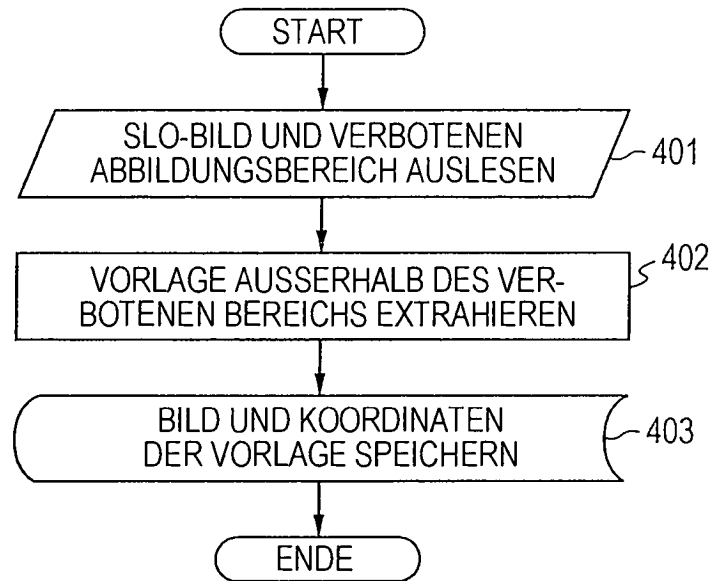 START
SLO-BILD UND VERBOTENEN
ABBILDUNGSBEREICH AUSLESEN
401
VORLAGE AUSSERHALB DES VER-
BOTENEN BEREICHS EXTRAHIEREN
402
BILD UND KOORDINATEN
DER VORLAGE SPEICHERN
403
ENDE